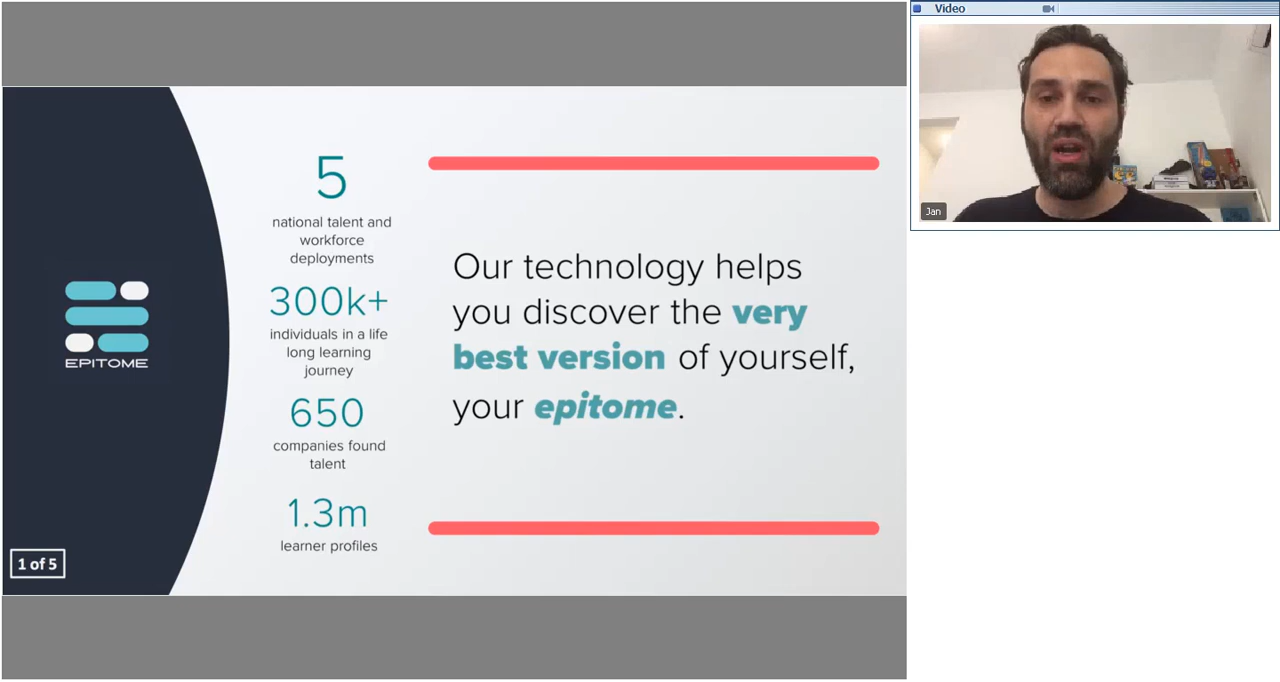 5
national talent and
workforce
deployments
300k+
individuals in a life
long learning
journey
650
companies found
talent
1.3m
learner profiles
EPITOME
1 of 5
Our technology helps
you discover the very
best version of yourself,
your epitome.
Video
Jan